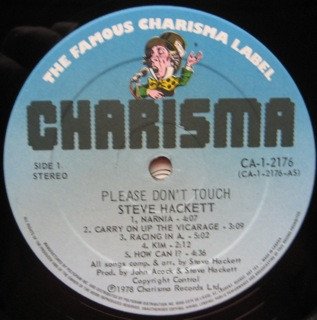 THE FAMOUS CHARISMA LABEL
CHARISMA
SIDE 1
STEREO
CA-1-2176
(CA-1-2176-AS)
PLEASE DON'T TOUCH
STEVE HACKETT
1. NARNIA - 4:07
2. CARRY ON UP THE VICARAGE - 3:09
3. RACING IN A. - 5:02
4. KIM - 2:12
5. HOW CAN I? - 4:36
All songs comp. & arr. by Steve Hackett
Prod. by John Acock & Steve Hackett
Copyright Control
©1978 Charisma Records Ltd.